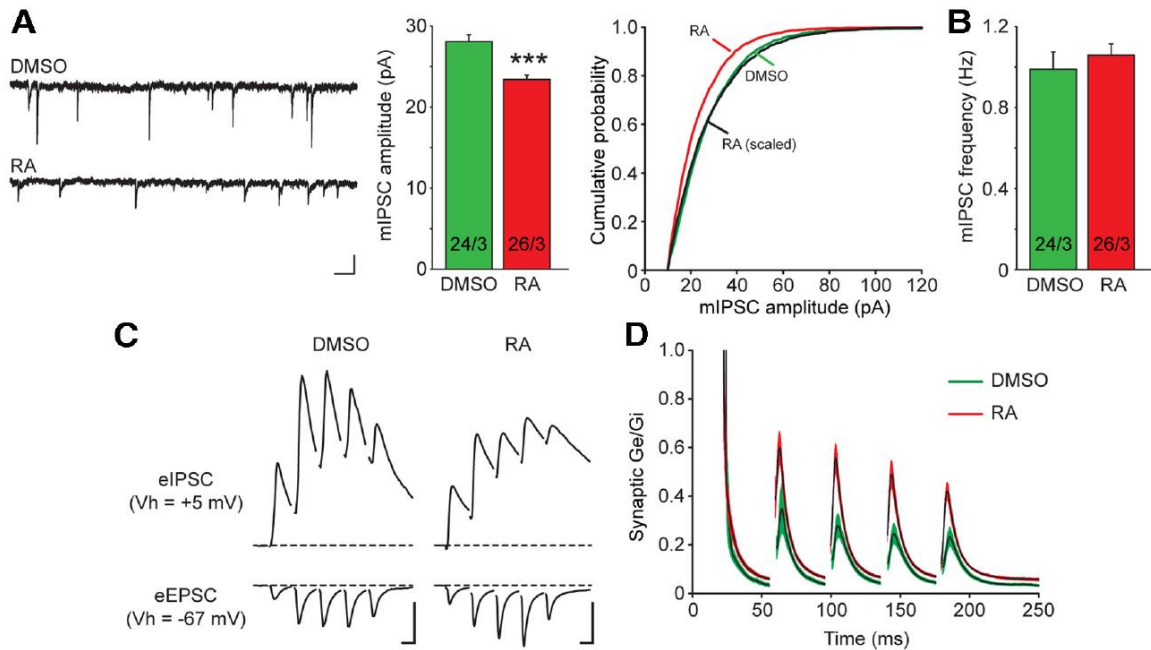 A
DMSO
RA
mIPSC amplitude (pA)
30
20
10
0
***
24/3
26/3
DMSO
RA
Cumulative probability
1.0
0.8
0.6
0.4
0.2
0
RA
DMSO
RA (scaled)
20
40
60
80
100
120
mIPSC amplitude (pA)
B
mIPSC frequency (Hz)
1.2
0.8
0.4
0
24/3
26/3
DMSO
RA
C
DMSO
RA
eIPSC
(Vh = +5 mV)
eEPSC
(Vh = -67 mV)
D
Synaptic Ge/Gi
1.0
0.8
0.6
0.4
0.2
0
DMSO
RA
0
50
100
150
200
250
Time (ms)